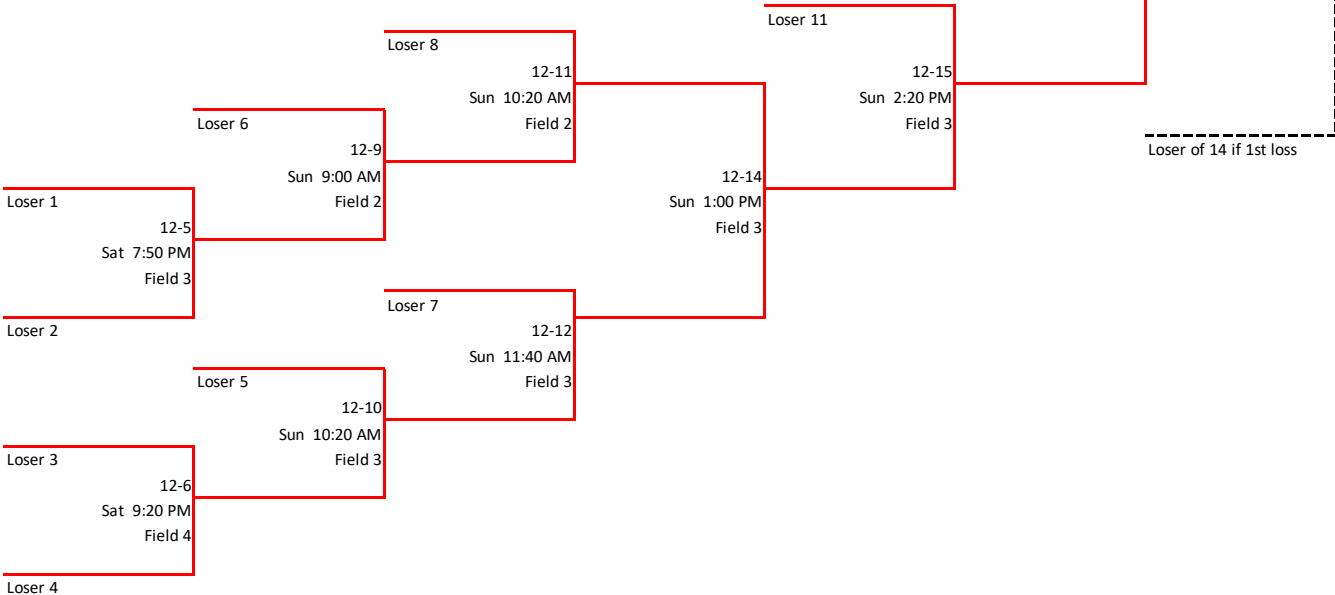 Loser 11
Loser 8
12-11
Sun 10:20 AM
Field 2
12-15
Sun 2:20 PM
Field 3
Loser 6
12-9
Sun 9:00 AM
Field 2
Loser of 14 if 1st loss
12-14
Sun 1:00 PM
Field 3
Loser 1
12-5
Sat 7:50 PM
Field 3
Loser 2
Loser 7
12-12
Sun 11:40 AM
Field 3
Loser 5
12-10
Sun 10:20 AM
Field 3
Loser 3
12-6
Sat 9:20 PM
Field 4
Loser 4